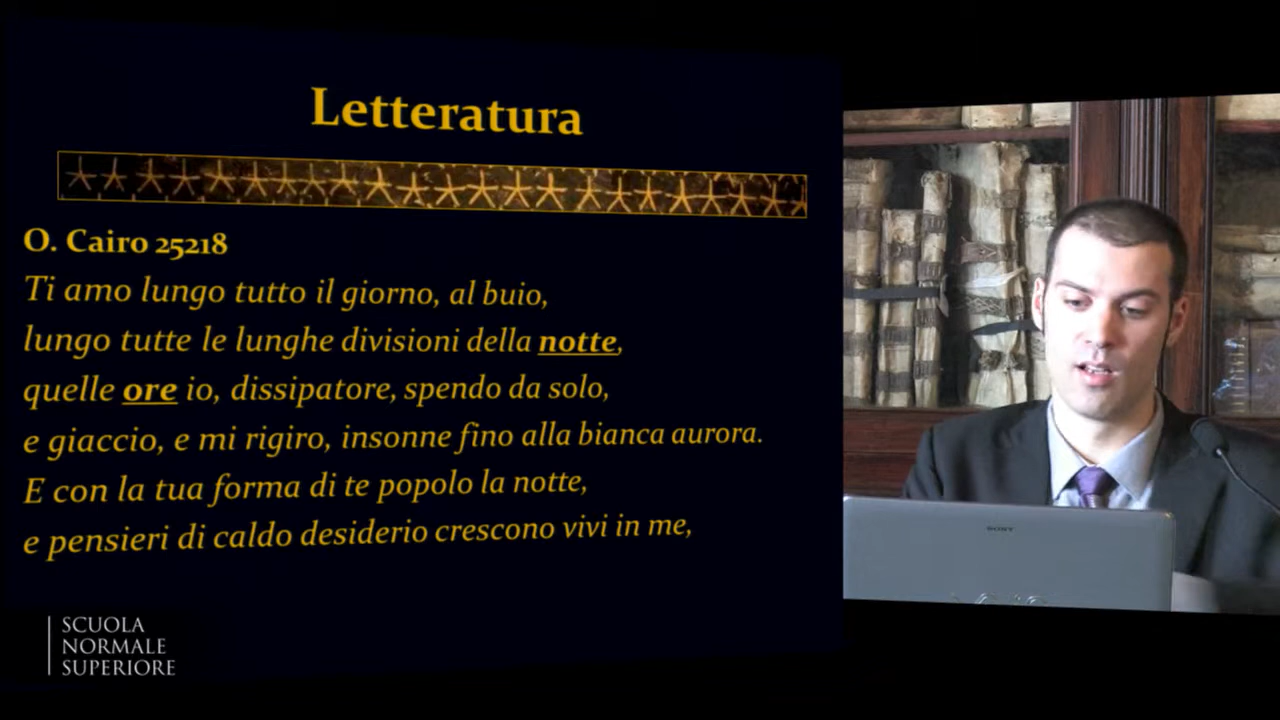 Letteratura
O. Cairo 25218
Ti amo lungo tutto il giorno, al buio,
lungo tutte le lunghe divisioni della notte,
quelle ore io, dissipatore, spendo da solo,
e giaccio, e mi rigiro, insonne fino alla bianca aurora.
E con la tua forma di te popolo la notte,
e pensieri di caldo desiderio crescono vivi in me,
SCUOLA
NORMALE
SUPERIORE
SONY